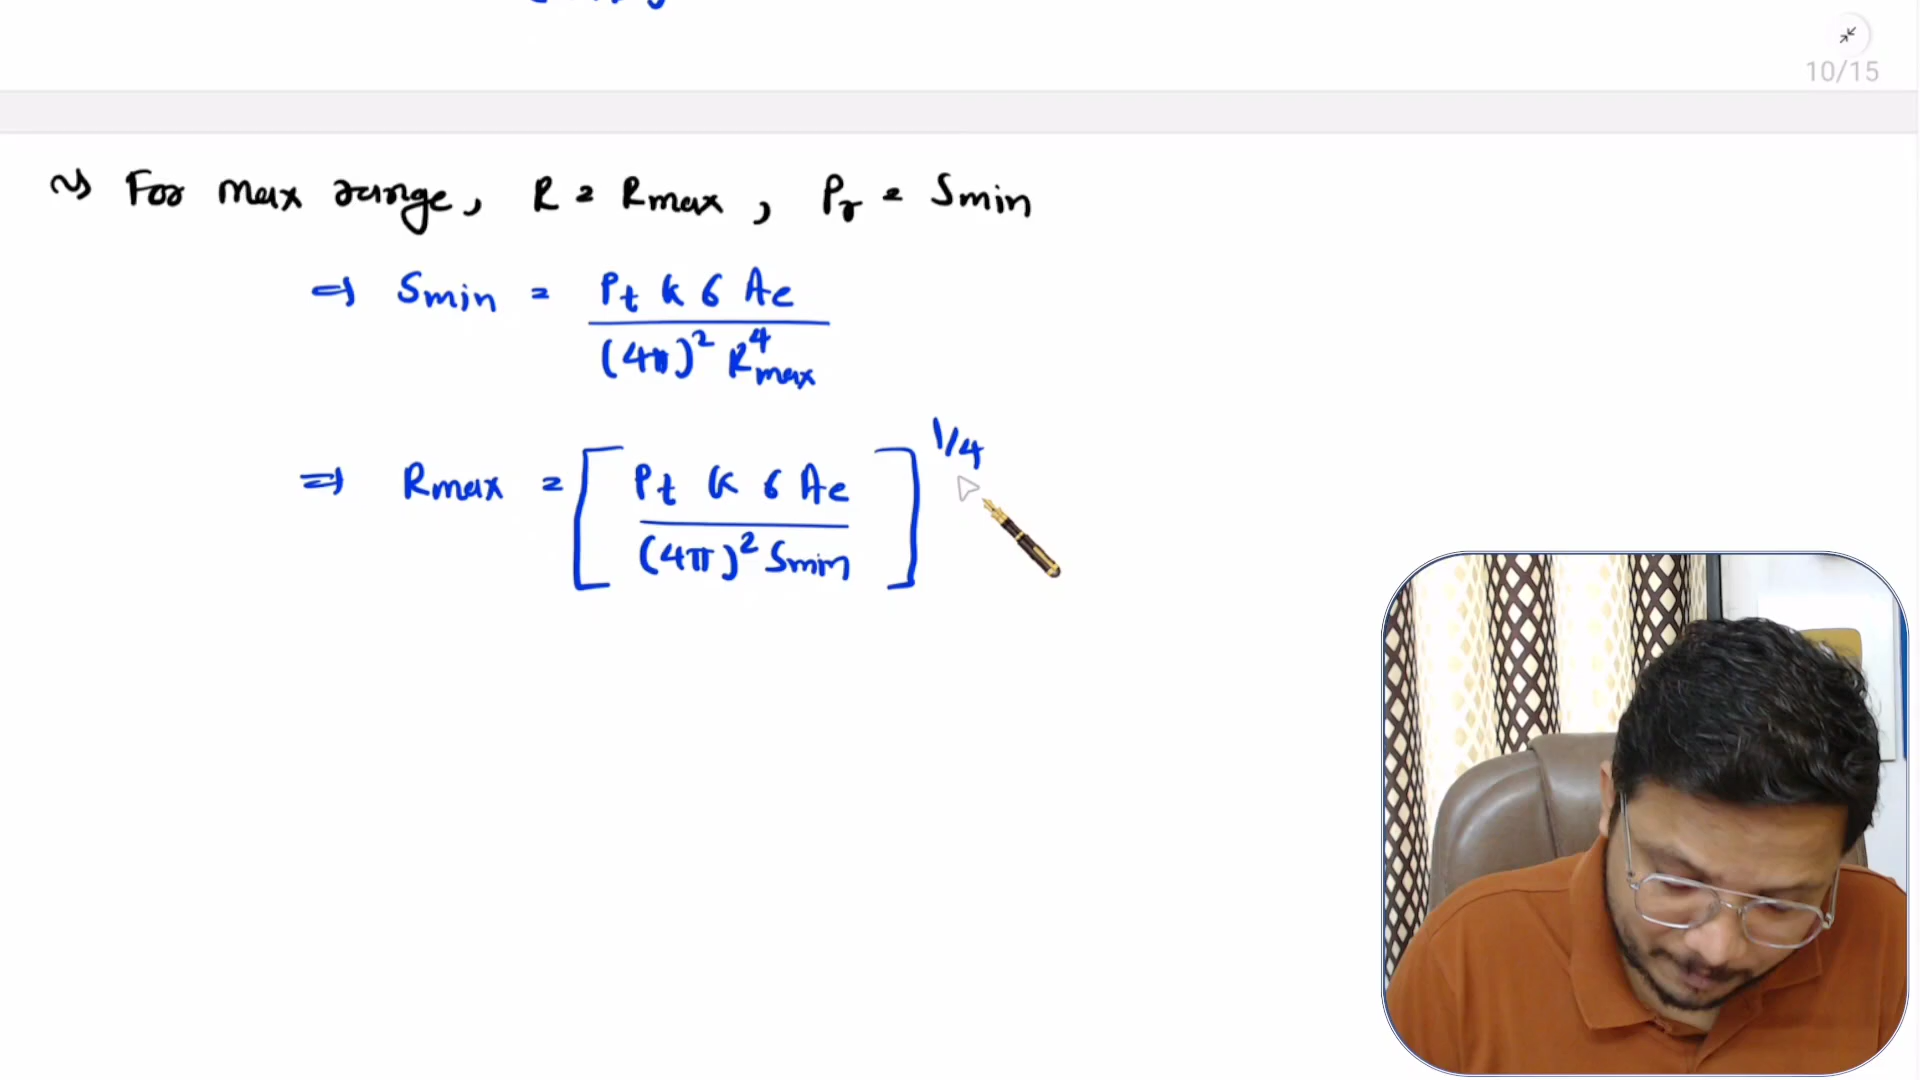 10/15
~> For max range, R = Rmax, Pr = Smin
=> Smin = Pt k σ Ae / (4π)² R⁴max
=> Rmax = [ Pt k σ Ae / (4π)² Smin ]^1/4